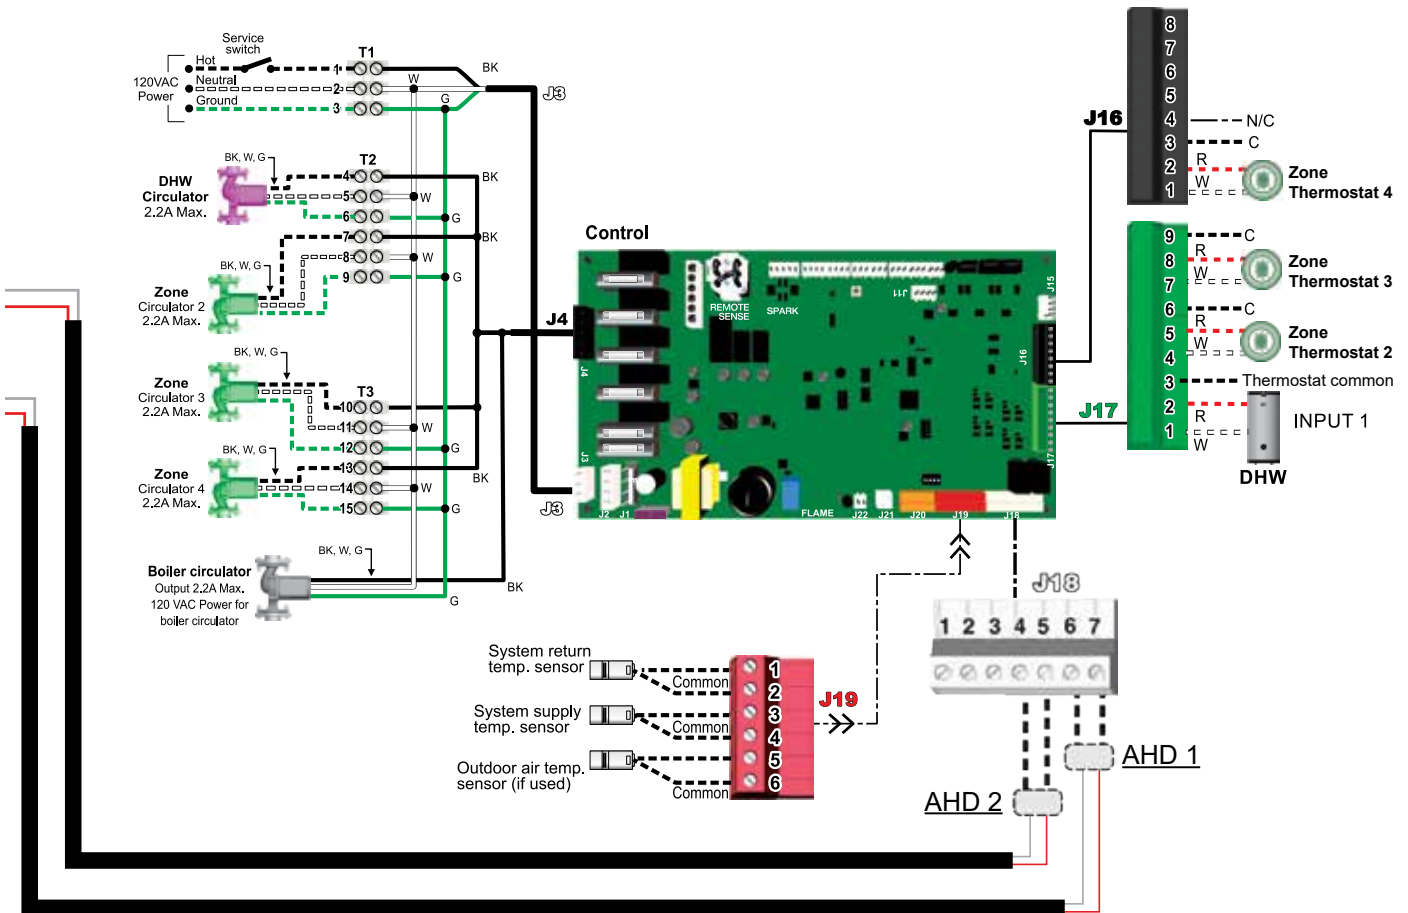 Service
switch
T1
Hot
1
BK
120VAC
Power
Neutral
2
W
J3
Ground
3
G
BK, W, G
T2
DHW
Circulator
2.2A Max.
4
BK
5
W
6
G
7
BK
BK, W, G
8
W
9
G
Zone
Circulator 2
2.2A Max.
J4
BK, W, G
Zone
Circulator 3
2.2A Max.
T3
10
11
W
12
G
BK, W, G
13
BK
Zone
Circulator 4
2.2A Max.
14
W
15
G
J3
BK, W, G
Boiler circulator
Output 2.2A Max.
120 VAC Power for
boiler circulator
BK
G
Control
REMOTE
SENSE
SPARK
J11
J15
J16
J17
J4
J3
J2
J1
FLAME
J22
J21
J20
J19
J18
J16
8
7
6
5
4
N/C
3
C
2
R
1
W
Zone
Thermostat 4
J17
9
C
8
R
7
W
Zone
Thermostat 3
6
C
5
R
4
W
Zone
Thermostat 2
3
Thermostat common
2
R
1
W
INPUT 1
DHW
J18
1 2 3 4 5 6 7
System return
temp. sensor
Common
1
2
System supply
temp. sensor
Common
3
4
Outdoor air temp.
sensor (if used)
Common
5
6
J19
AHD 1
AHD 2